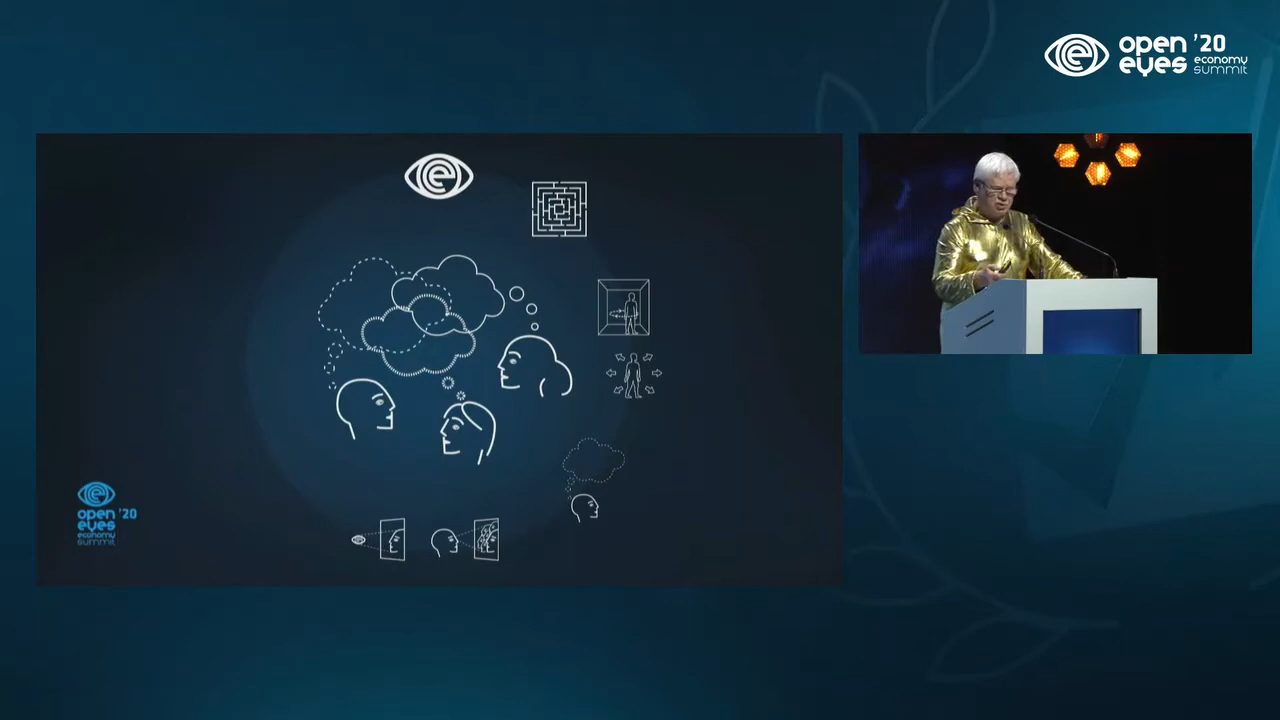 open '20
eyes economy
summit
open '20
eyes
economy
summit